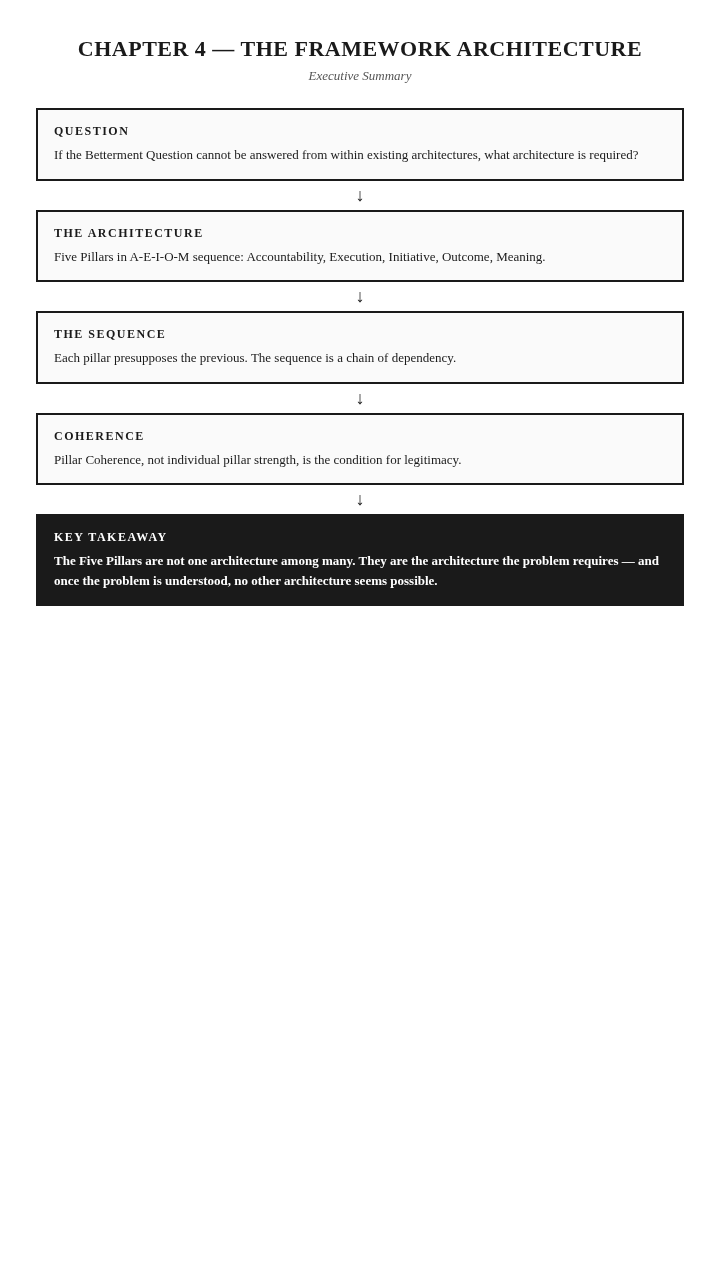 CHAPTER 4 — THE FRAMEWORK ARCHITECTURE
Executive Summary
QUESTION
If the Betterment Question cannot be answered from within existing architectures, what architecture is required?
↓
THE ARCHITECTURE
Five Pillars in A-E-I-O-M sequence: Accountability, Execution, Initiative, Outcome, Meaning.
↓
THE SEQUENCE
Each pillar presupposes the previous. The sequence is a chain of dependency.
↓
COHERENCE
Pillar Coherence, not individual pillar strength, is the condition for legitimacy.
↓
KEY TAKEAWAY
The Five Pillars are not one architecture among many. They are the architecture the problem requires — and
once the problem is understood, no other architecture seems possible.